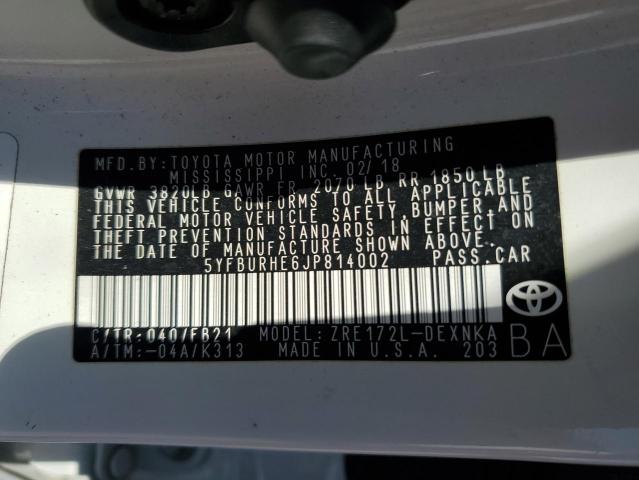 MFD.BY: TOYOTA MOTOR MANUFACTURING
MISSISSIPPI INC. 02/18
GVWR 3820LB GAWR FR 2070 LB, RR 1850 LB
THIS VEHICLE CONFORMS TO ALL APPLICABLE
FEDERAL MOTOR VEHICLE SAFETY, BUMPER AND
THEFT PREVENTION STANDARDS IN EFFECT ON
THE DATE OF MANUFACTURE SHOWN ABOVE.
5YFBURHE6JP814002 PASS.CAR
C/TR: 040/FB21 MODEL: ZRE172L-DEXNKA
A/TM: -04A/K313 MADE IN U.S.A. 203
BA